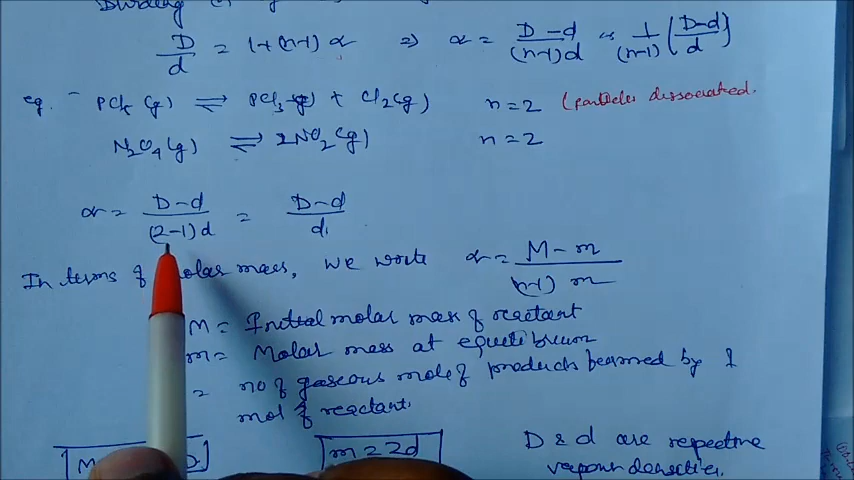 D/d = 1+(n-1) α ⇒ α = D-d/(n-1)d = 1/(n-1) (D-d/d)
eg. - PCl5 (g) ⇌ PCl3 (g) + Cl2(g) n=2 (particles dissociated.
N2O4(g) ⇌ 2NO2(g) n=2
α = D-d/(2-1)d = D-d/d.
In terms of molar mass, we write α = M-m/(n-1) m
M = Initial molar mass of reactant
m = Molar mass at equilibrium
= no of gaseous mole of products formed by 1
mol of reactant.
m = 2d D & d are respective
vapour densities.